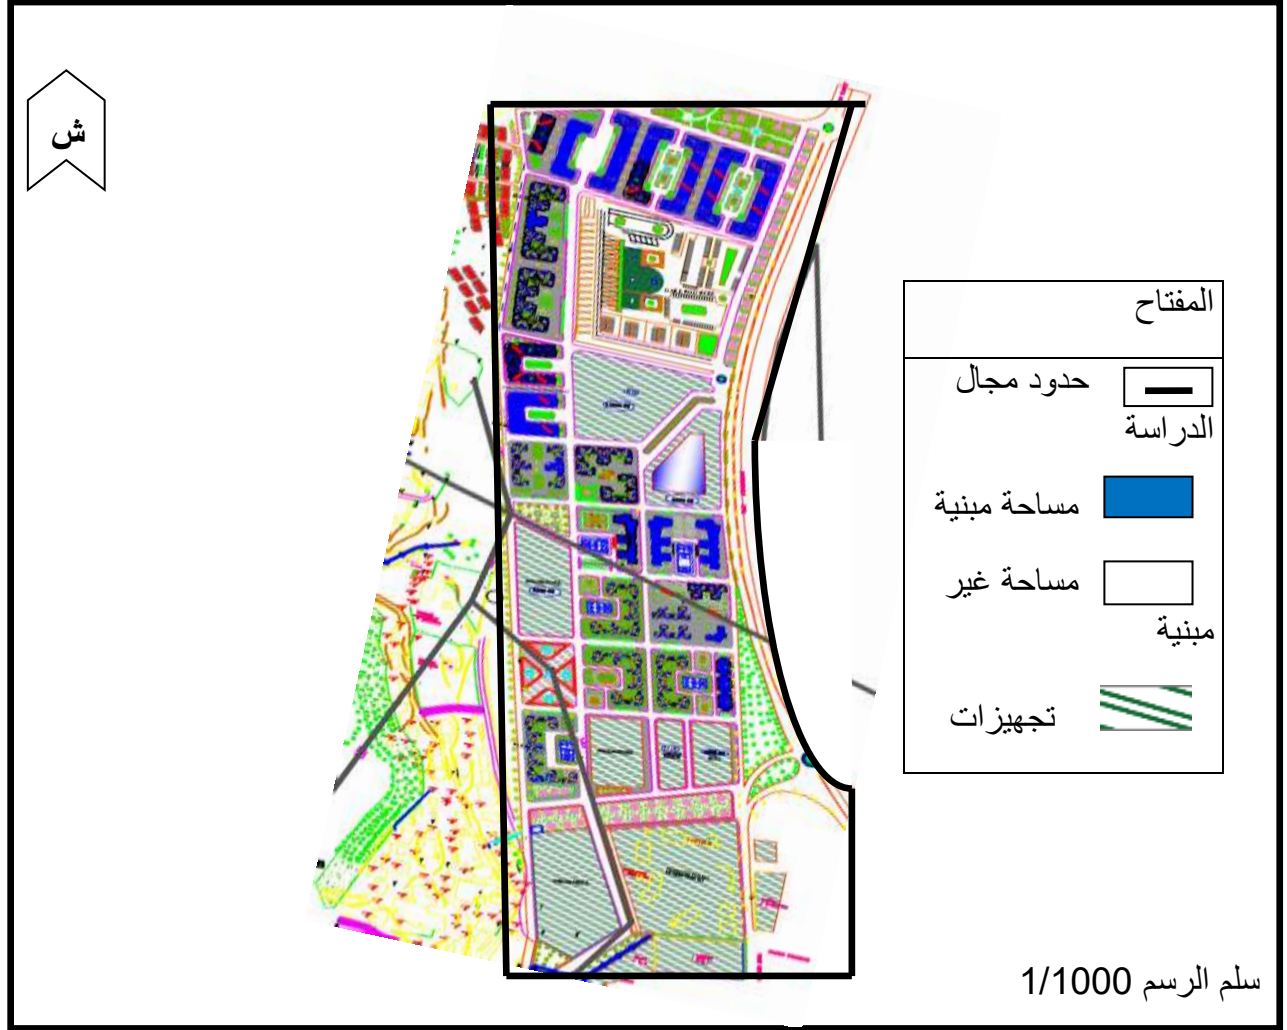 ش
المفتاح
حدود مجال
الدراسة
مساحة مبنية
مساحة غير
مبنية
تجهيزات
سلم الرسم 1/1000